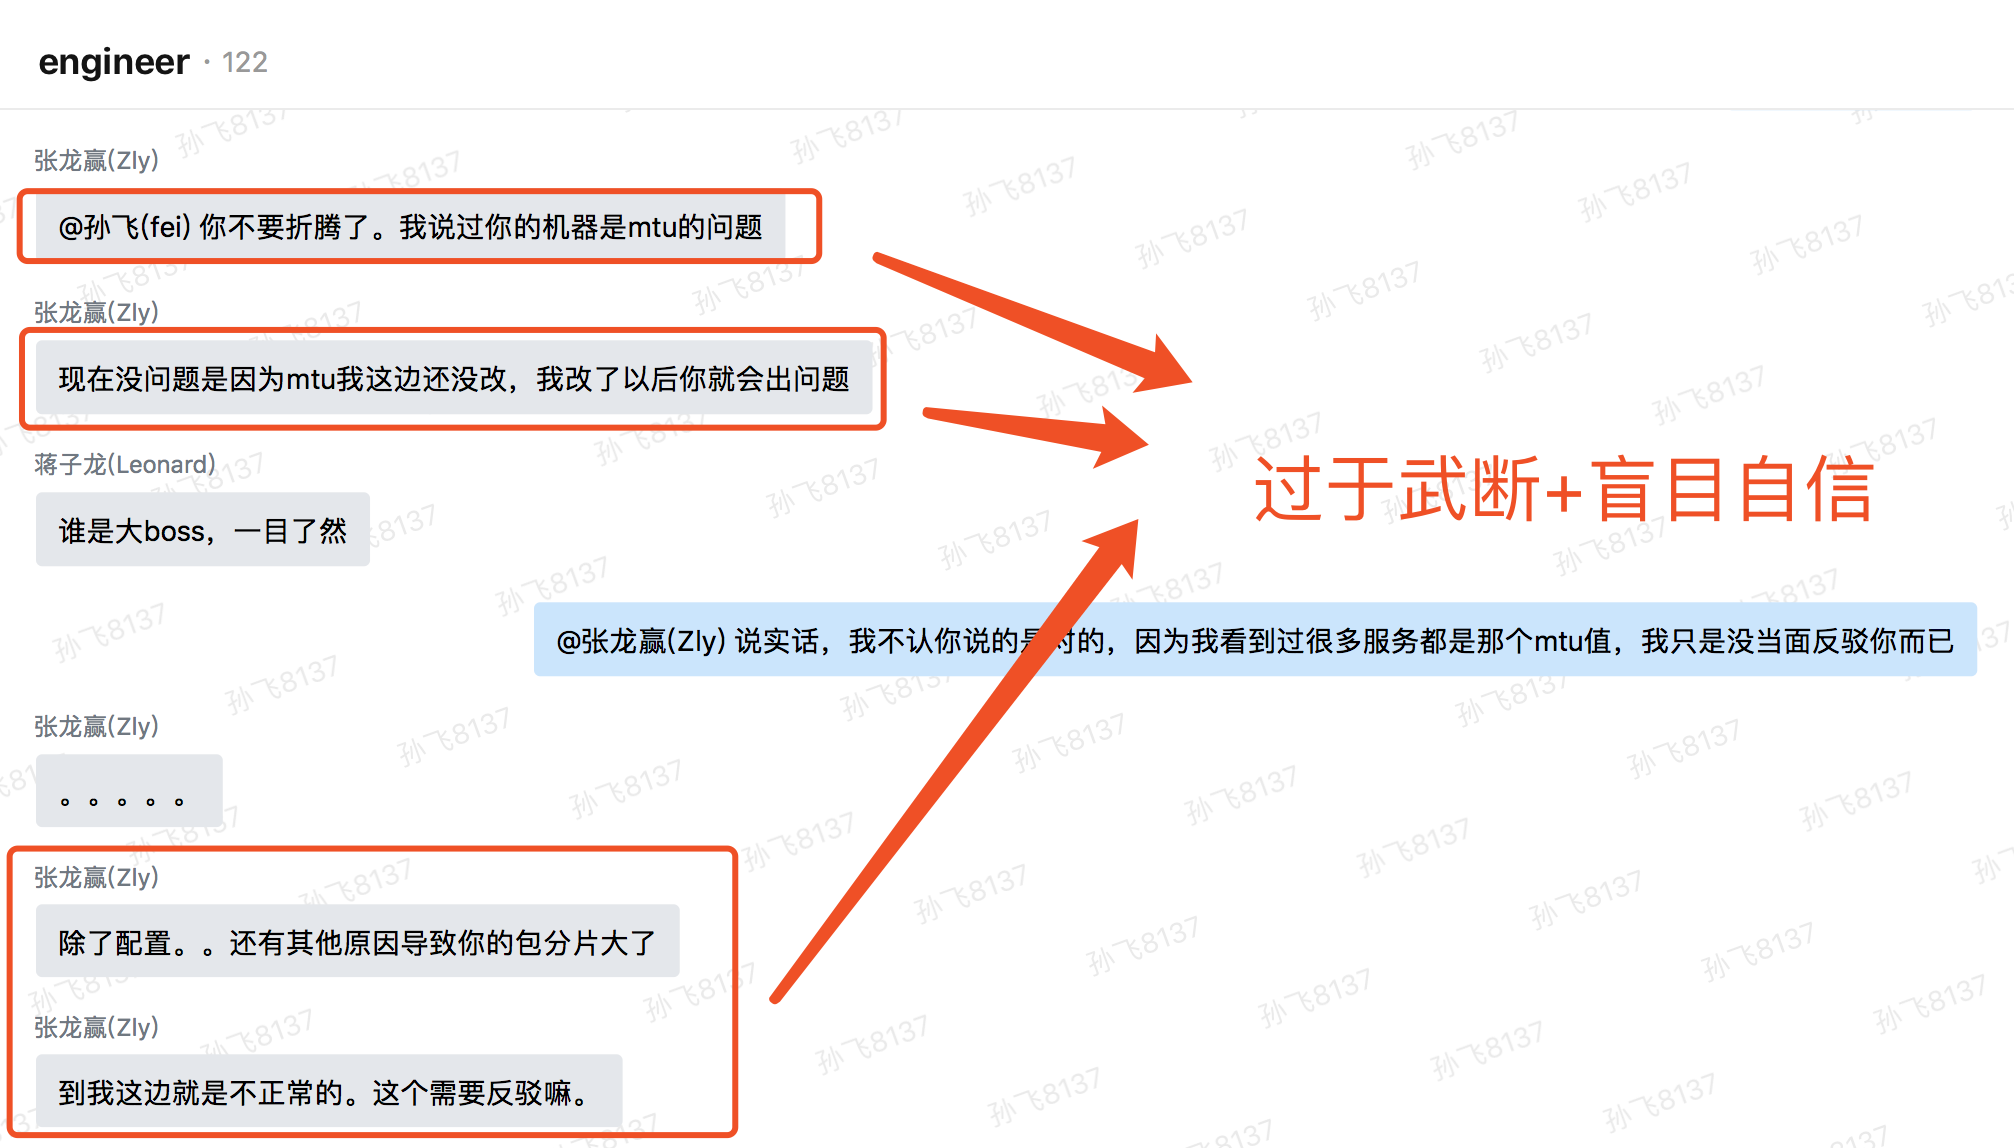 engineer · 122
张龙赢(Zly)
@孙飞(fei) 你不要折腾了。我说过你的机器是mtu的问题
张龙赢(Zly)
现在没问题是因为mtu我这边还没改，我改了以后你就会出问题
蒋子龙(Leonard)
谁是大boss，一目了然
过于武断+盲目自信
@张龙赢(Zly) 说实话，我不认你说的是对的，因为我看到过很多服务都是那个mtu值，我只是没当面反驳你而已
张龙赢(Zly)
。。。。。
张龙赢(Zly)
除了配置。。还有其他原因导致你的包分片大了
张龙赢(Zly)
到我这边就是不正常的。这个需要反驳嘛。
孙飞8137